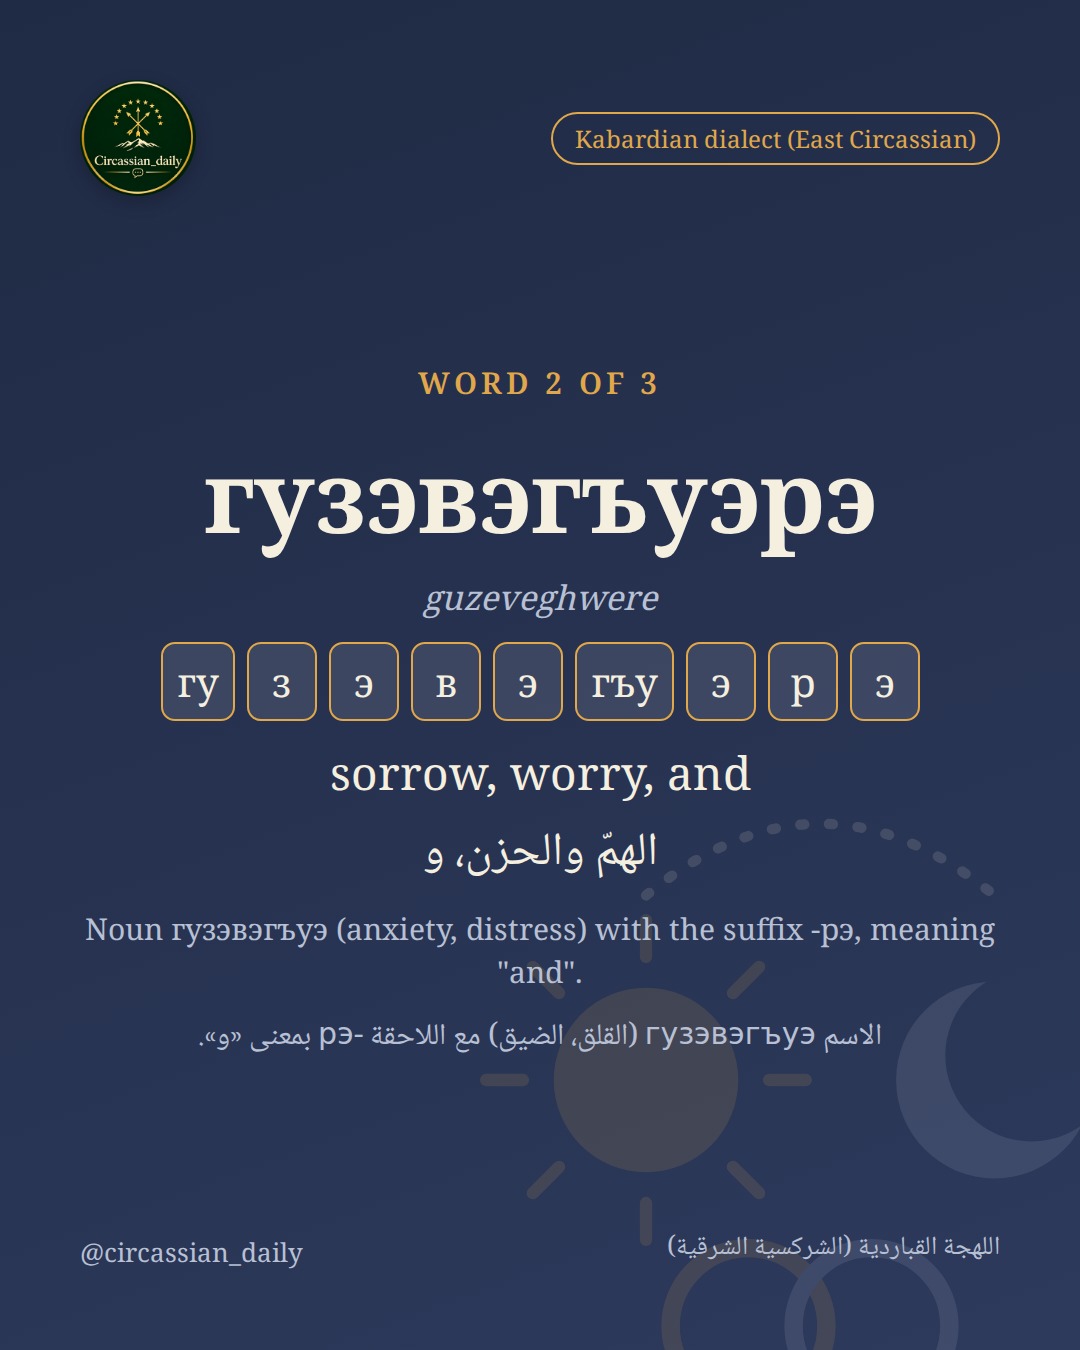 Circassian_daily
Kabardian dialect (East Circassian)
WORD 2 OF 3
гузэвэгъуэрэ
guzeveghwere
гу з э в э гъу э р э
sorrow, worry, and
الهمّ والحزن، و
Noun гузэвэгъуэ (anxiety, distress) with the suffix -рэ, meaning
"and".
الاسم гузэвэгъуэ (القلق، الضيق) مع اللاحقة -рэ بمعنى «و».
@circassian_daily
اللهجة القباردية (الشركسية الشرقية)